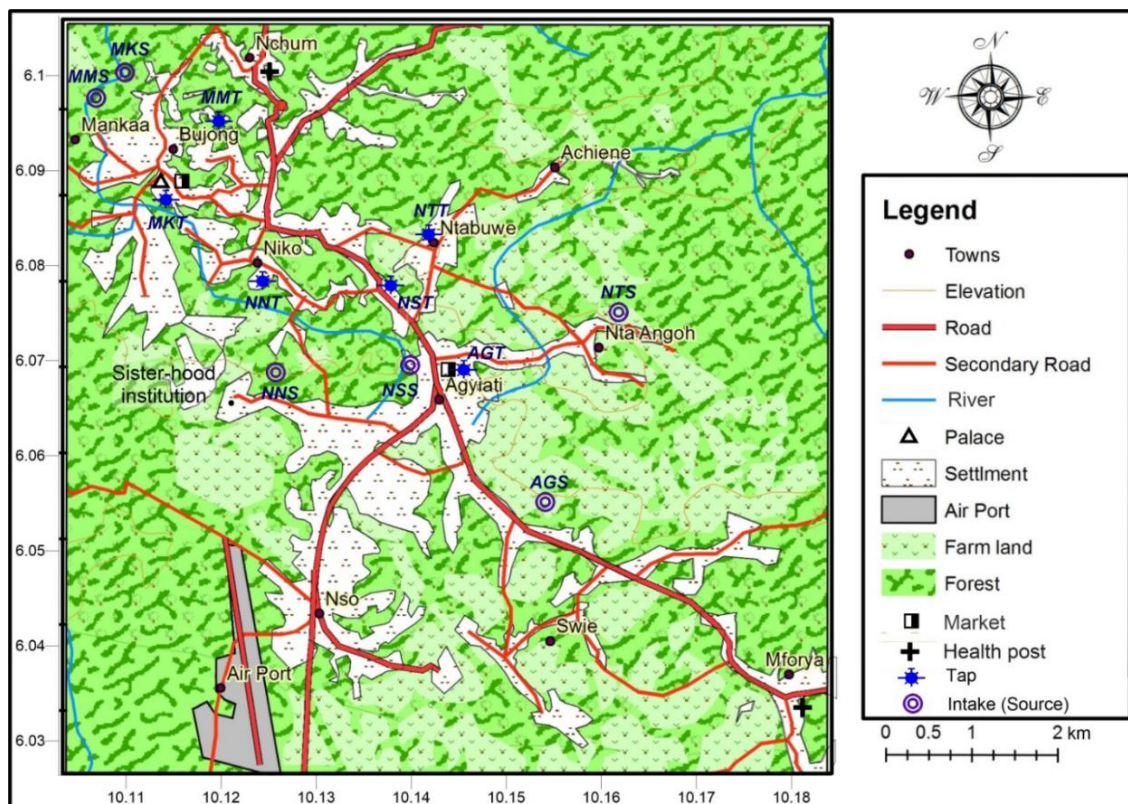 MKS
Nchum
6.1
MMS
MMT
Mankaa
Bujong
6.09
Achiene
MKT
NTT
Ntabuwe
6.08
Niko
NNT
NST
NTS
Nta Angoh
6.07
AGT
Sister-hood
institution
NNS
NSS
Agyiati
6.06
AGS
6.05
Nso
6.04
Swie
Air Port
Mforya
6.03
10.11
10.12
10.13
10.14
10.15
10.16
10.17
10.18
N
W
E
S
Legend
Towns
Elevation
Road
Secondary Road
River
Palace
Settlment
Air Port
Farm land
Forest
Market
Health post
Tap
Intake (Source)
0 0.5 1 2 km